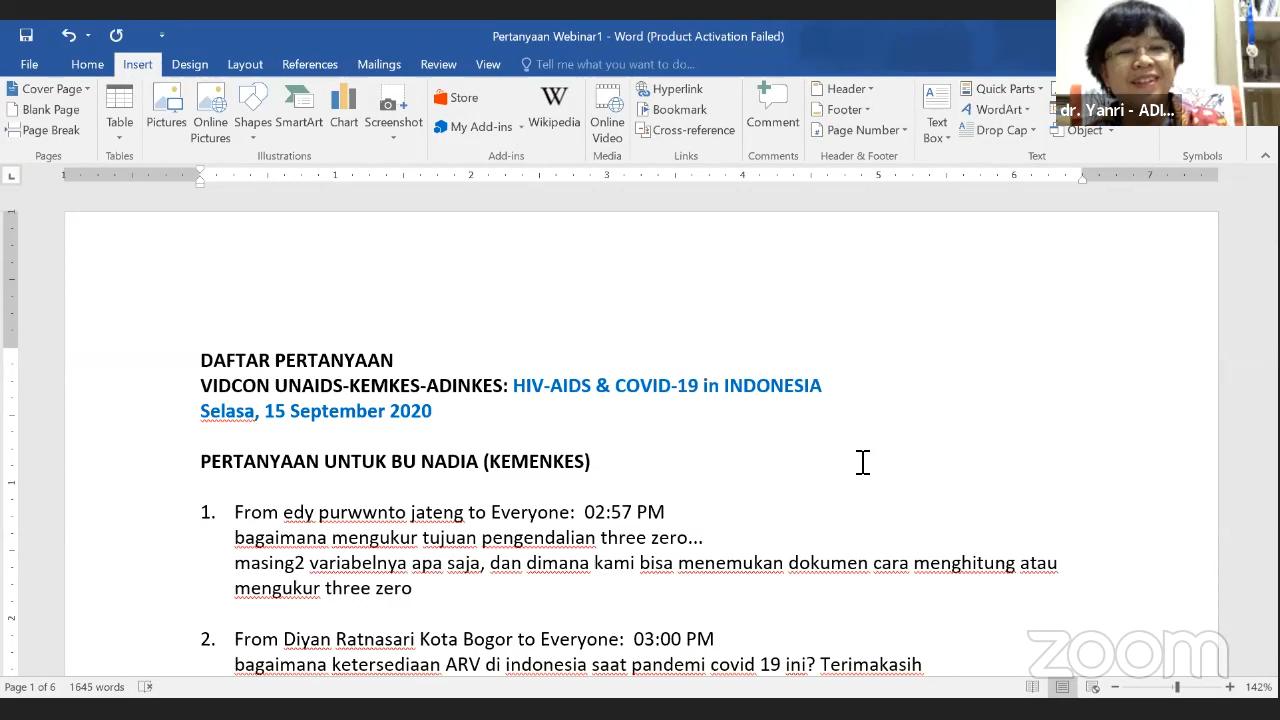 Pertanyaan Webinar1 - Word (Product Activation Failed)
File Home Insert Design Layout References Mailings Review View Tell me what you want to do...
Cover Page
Blank Page
Page Break
Pages
Table
Tables
Pictures
Online Pictures
Shapes
SmartArt
Chart
Screenshot
Illustrations
Store
My Add-ins
Wikipedia
Add-ins
Online Video
Media
Hyperlink
Bookmark
Cross-reference
Links
Comment
Comments
Header
Footer
Page Number
Header & Footer
Text Box
Quick Parts
WordArt
Drop Cap
Object
Text
Symbols
dr. Yanri - ADI...
1 1 2 3 4 5 6 7
DAFTAR PERTANYAAN
VIDCON UNAIDS-KEMKES-ADINKES: HIV-AIDS & COVID-19 in INDONESIA
Selasa, 15 September 2020
PERTANYAAN UNTUK BU NADIA (KEMENKES)
1. From edy purwwnto jateng to Everyone: 02:57 PM
bagaimana mengukur tujuan pengendalian three zero...
masing2 variabelnya apa saja, dan dimana kami bisa menemukan dokumen cara menghitung atau
mengukur three zero
2. From Diyan Ratnasari Kota Bogor to Everyone: 03:00 PM
bagaimana ketersediaan ARV di indonesia saat pandemi covid 19 ini? Terimakasih
zoom
Page 1 of 6 1645 words 142%